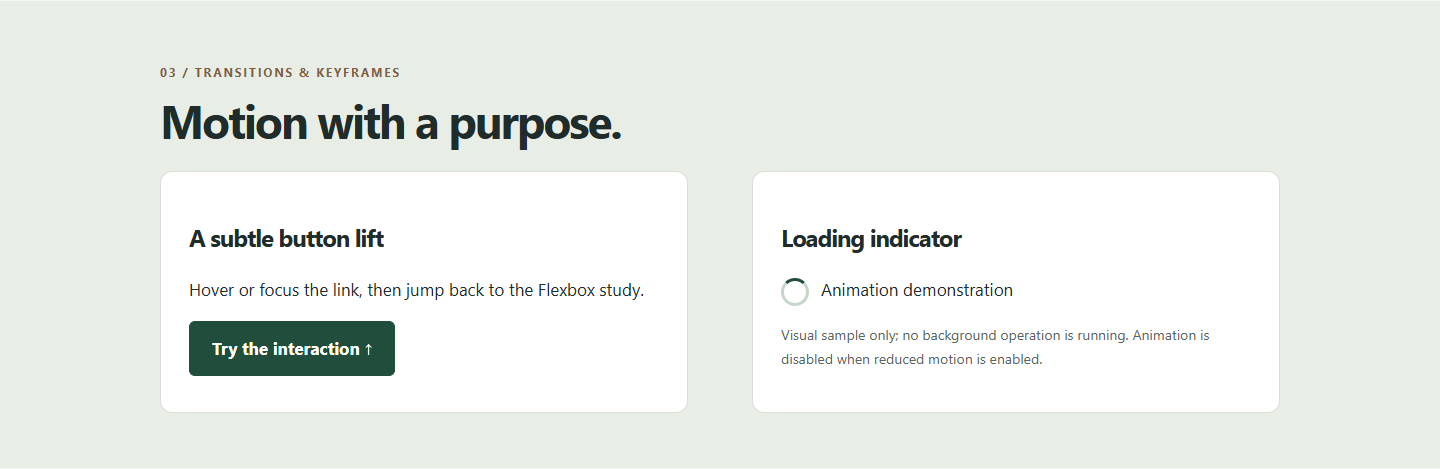 03 / TRANSITIONS & KEYFRAMES
Motion with a purpose.
A subtle button lift
Hover or focus the link, then jump back to the Flexbox study.
Try the interaction ↑
Loading indicator
Animation demonstration
Visual sample only; no background operation is running. Animation is
disabled when reduced motion is enabled.